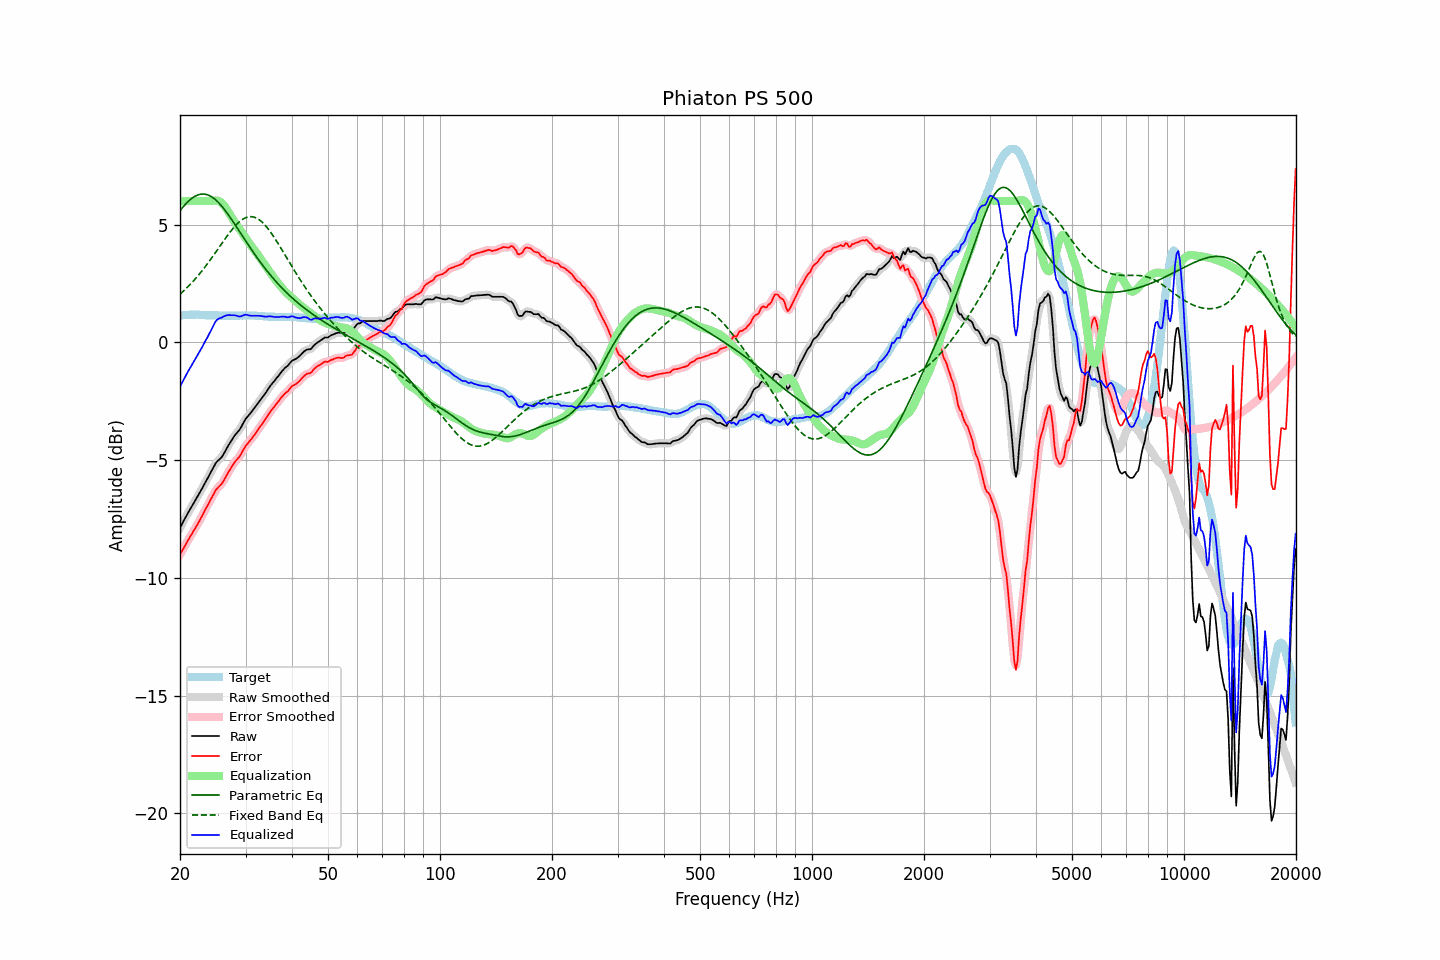 Phiaton PS 500
Amplitude (dBr)
5
0
−5
−10
−15
−20
Target
Raw Smoothed
Error Smoothed
Raw
Error
Equalization
Parametric Eq
Fixed Band Eq
Equalized
20 50 100 200 500 1000 2000 5000 10000 20000
Frequency (Hz)